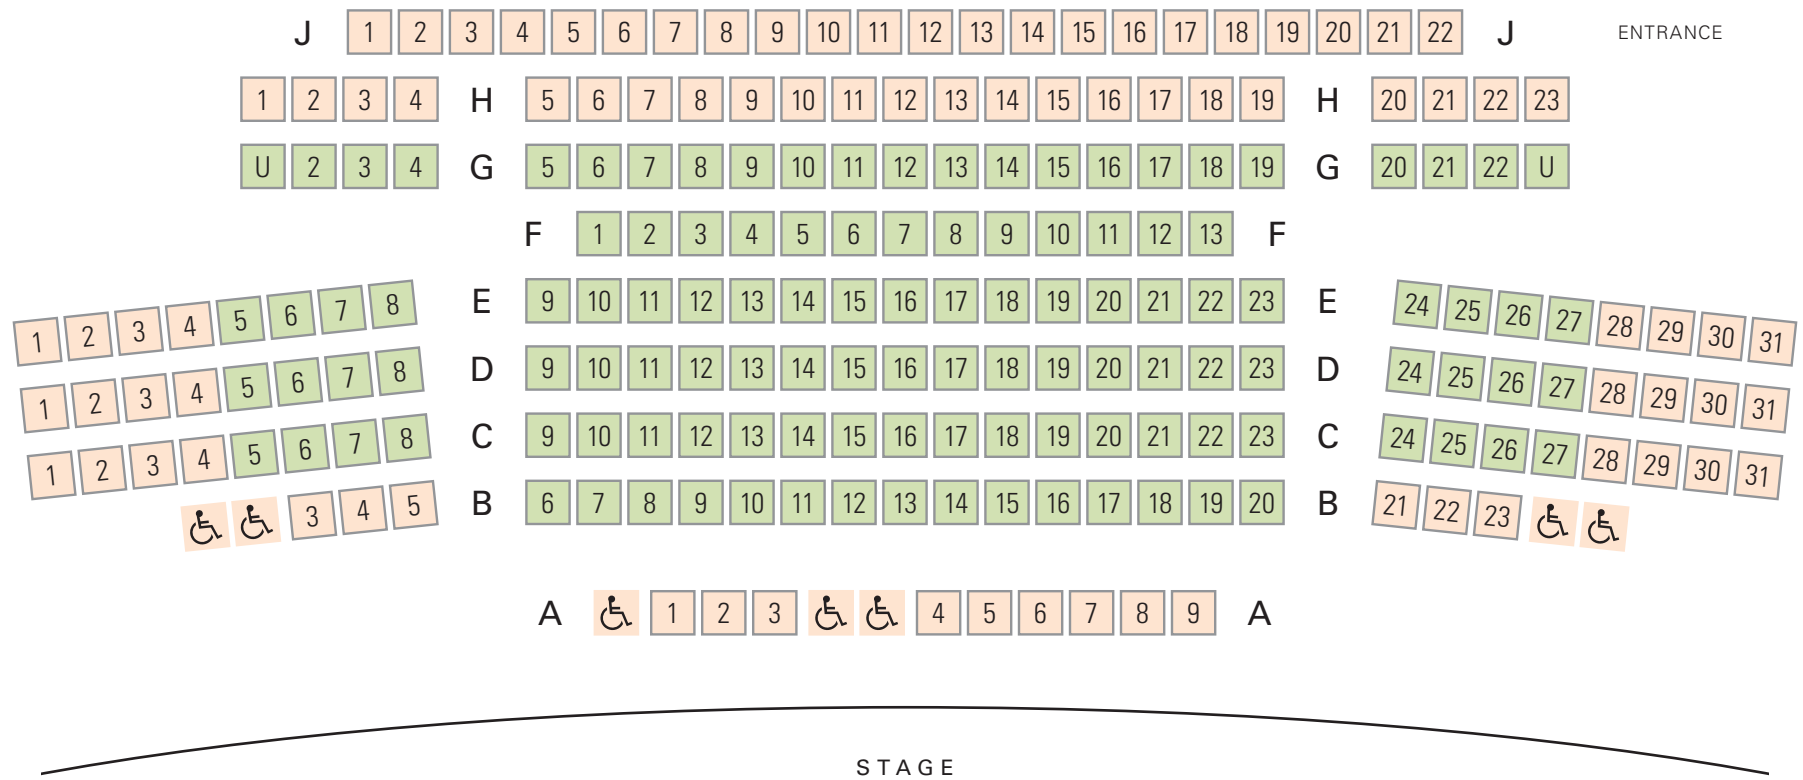 J 1 2 3 4 5 6 7 8 9 10 11 12 13 14 15 16 17 18 19 20 21 22 J ENTRANCE
1 2 3 4 H 5 6 7 8 9 10 11 12 13 14 15 16 17 18 19 H 20 21 22 23
U 2 3 4 G 5 6 7 8 9 10 11 12 13 14 15 16 17 18 19 G 20 21 22 U
F 1 2 3 4 5 6 7 8 9 10 11 12 13 F
1 2 3 4 5 6 7 8 E 9 10 11 12 13 14 15 16 17 18 19 20 21 22 23 E 24 25 26 27 28 29 30 31
1 2 3 4 5 6 7 8 D 9 10 11 12 13 14 15 16 17 18 19 20 21 22 23 D 24 25 26 27 28 29 30 31
1 2 3 4 5 6 7 8 C 9 10 11 12 13 14 15 16 17 18 19 20 21 22 23 C 24 25 26 27 28 29 30 31
3 4 5 B 6 7 8 9 10 11 12 13 14 15 16 17 18 19 20 B 21 22 23
A 1 2 3 4 5 6 7 8 9 A
STAGE